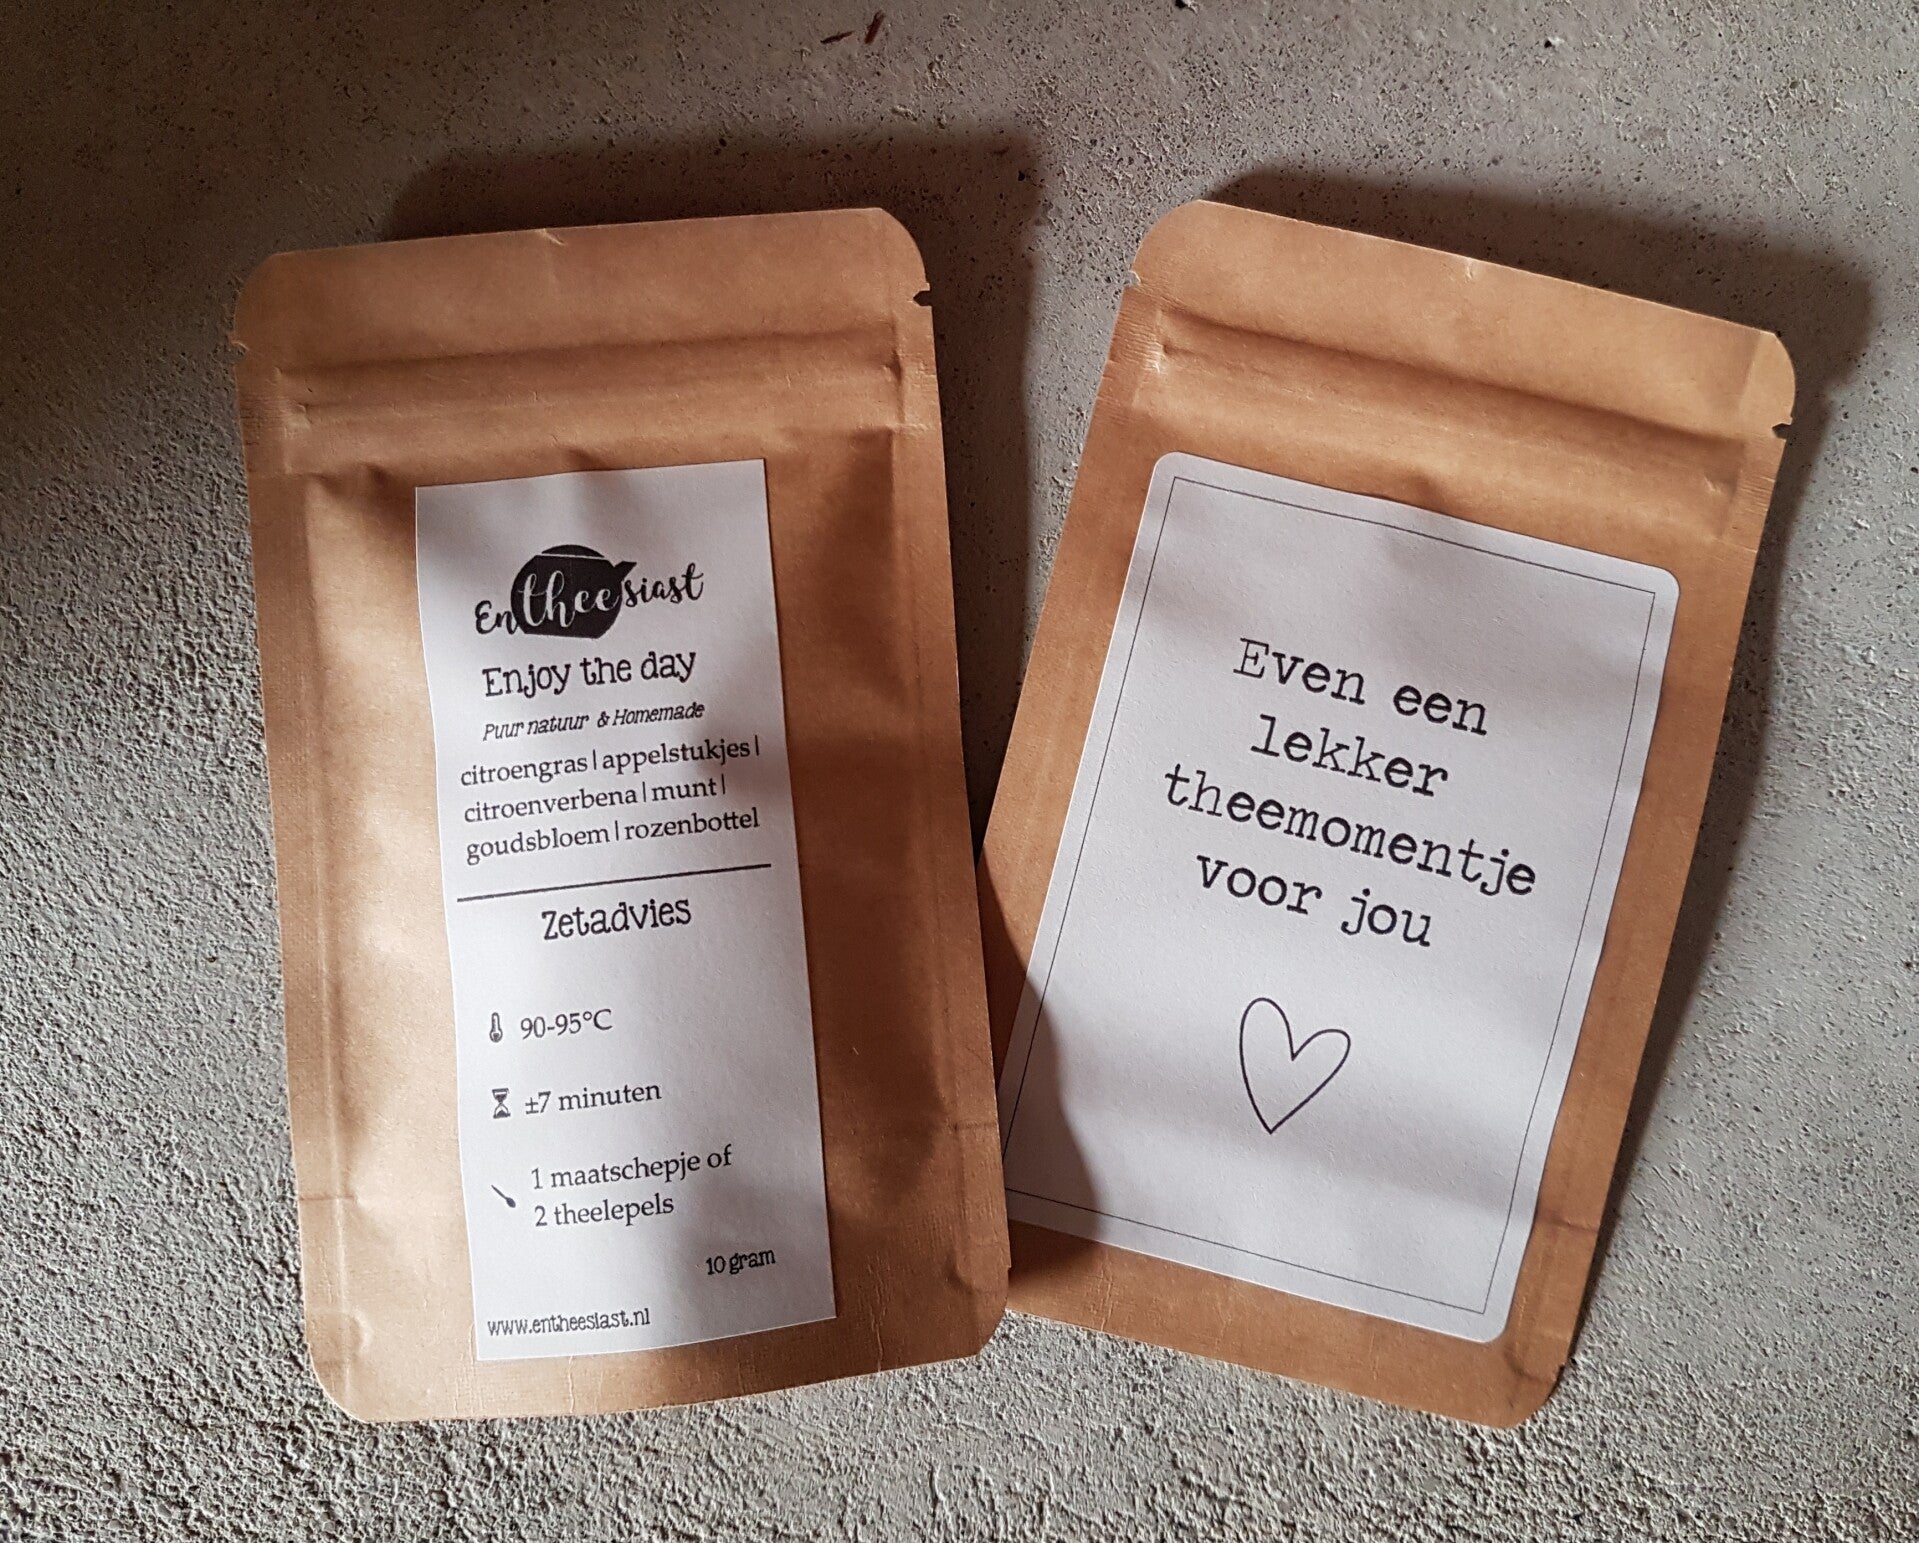 Entheesiast
Enjoy the day
Puur natuur & Homemade
citroengras|appelstukjes|
citroenverbena|munt|
goudsbloem|rozenbottel
Zetadvies
90-95°C
±7 minuten
1 maatschepje of
2 theelepels
10 gram
www.entheesiast.nl
Even een
lekker
theemomentje
voor jou